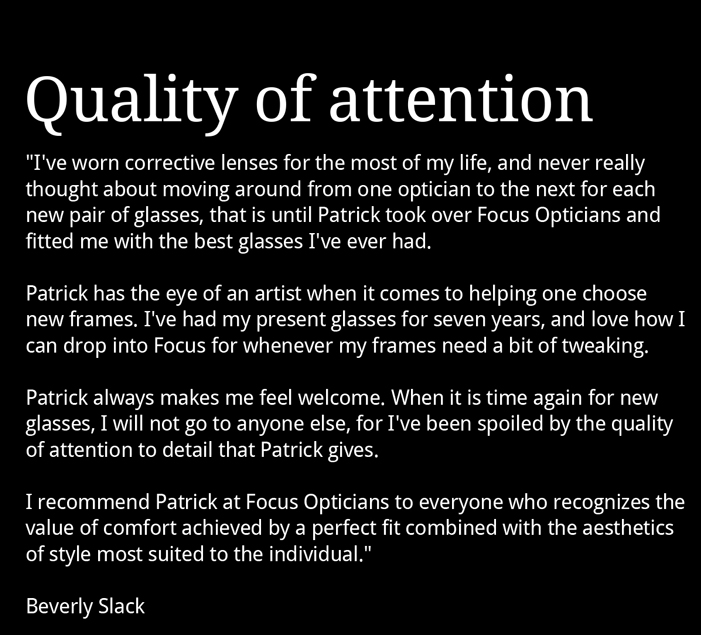 Quality of attention
"I've worn corrective lenses for the most of my life, and never really
thought about moving around from one optician to the next for each
new pair of glasses, that is until Patrick took over Focus Opticians and
fitted me with the best glasses I've ever had.
Patrick has the eye of an artist when it comes to helping one choose
new frames. I've had my present glasses for seven years, and love how I
can drop into Focus for whenever my frames need a bit of tweaking.
Patrick always makes me feel welcome. When it is time again for new
glasses, I will not go to anyone else, for I've been spoiled by the quality
of attention to detail that Patrick gives.
I recommend Patrick at Focus Opticians to everyone who recognizes the
value of comfort achieved by a perfect fit combined with the aesthetics
of style most suited to the individual."
Beverly Slack